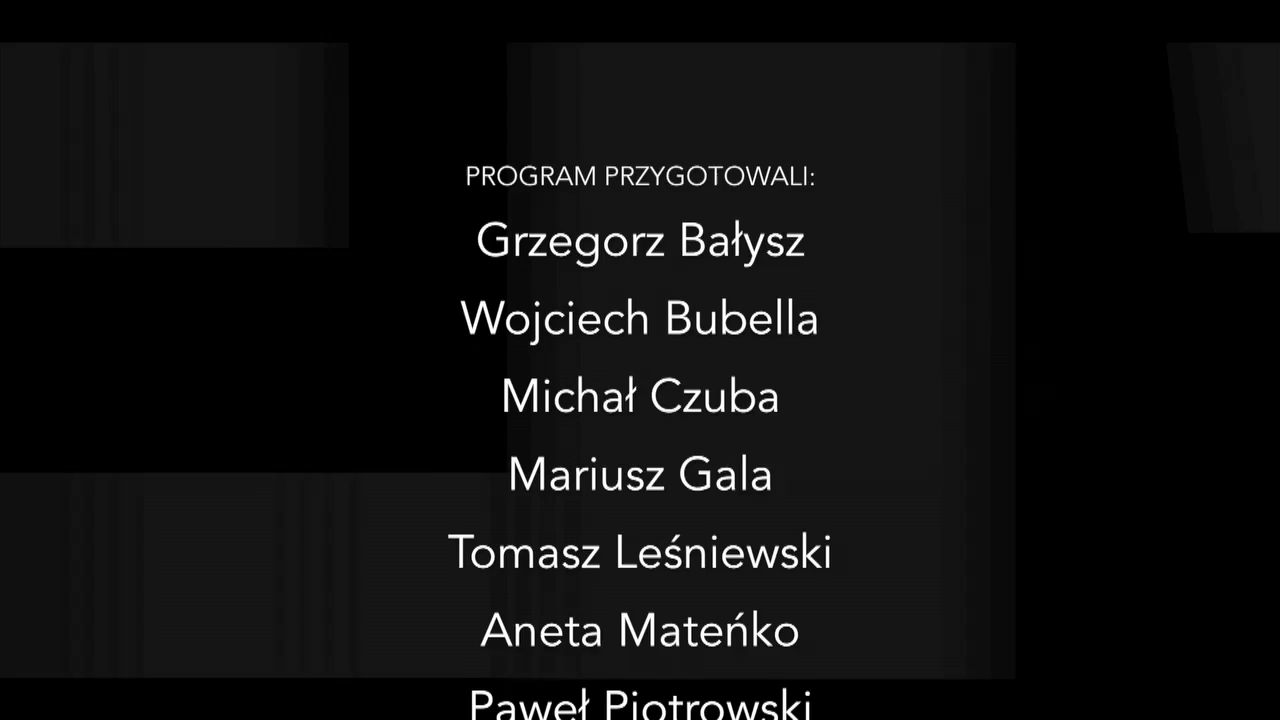 PROGRAM PRZYGOTOWALI:
Grzegorz Bałysz
Wojciech Bubella
Michał Czuba
Mariusz Gala
Tomasz Leśniewski
Aneta Mateńko
Paweł Piotrowski